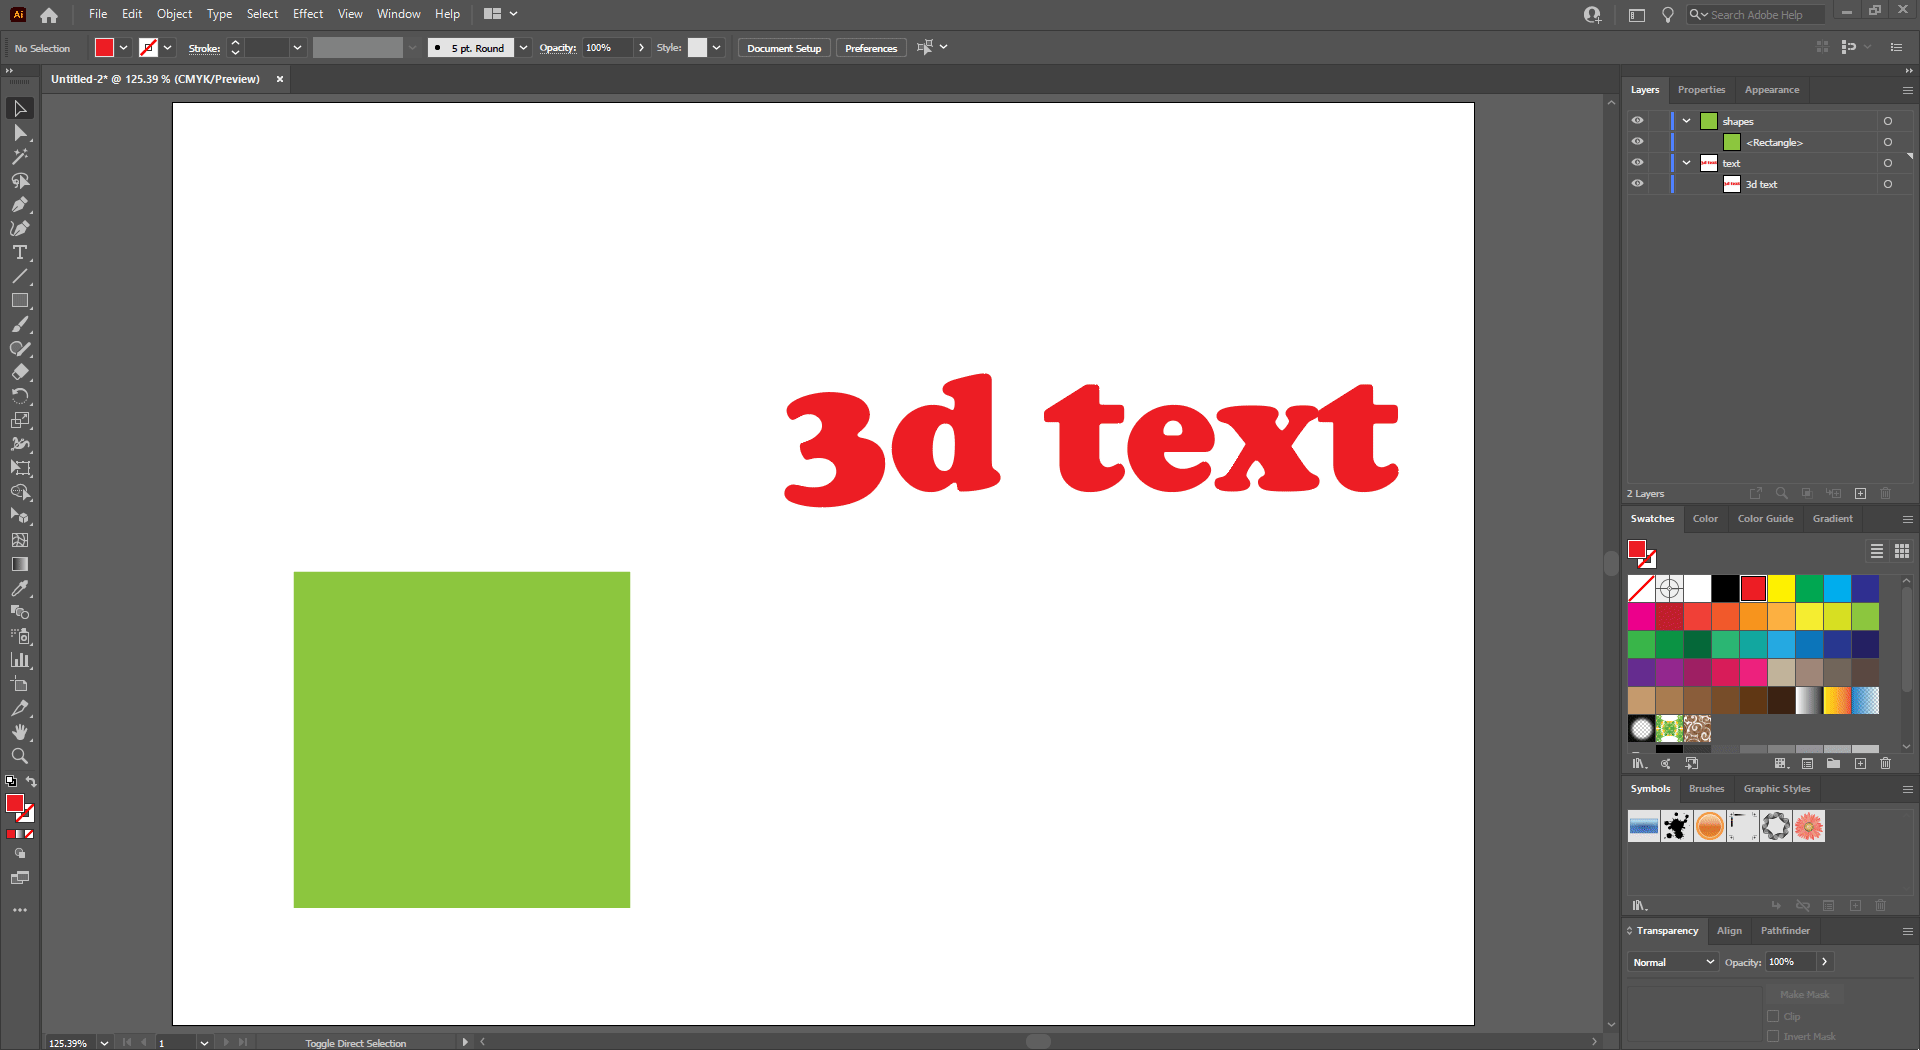 Ai File Edit Object Type Select Effect View Window Help Search Adobe Help
No Selection Stroke: 5 pt. Round Opacity: 100% Style: Document Setup Preferences
Untitled-2* @ 125.39 % (CMYK/Preview)
Layers Properties Appearance
shapes
<Rectangle>
text
3d text
3d text
2 Layers
Swatches Color Color Guide Gradient
Symbols Brushes Graphic Styles
Transparency Align Pathfinder
Normal Opacity: 100%
Make Mask
Clip
Invert Mask
125.39% 1 Toggle Direct Selection